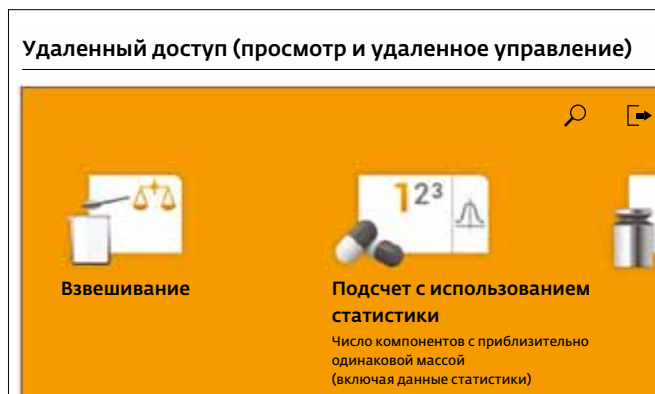 Удаленный доступ (просмотр и удаленное управление)
123
Взвешивание
Подсчет с использованием
статистики
Число компонентов с приблизительно
одинаковой массой
(включая данные статистики)